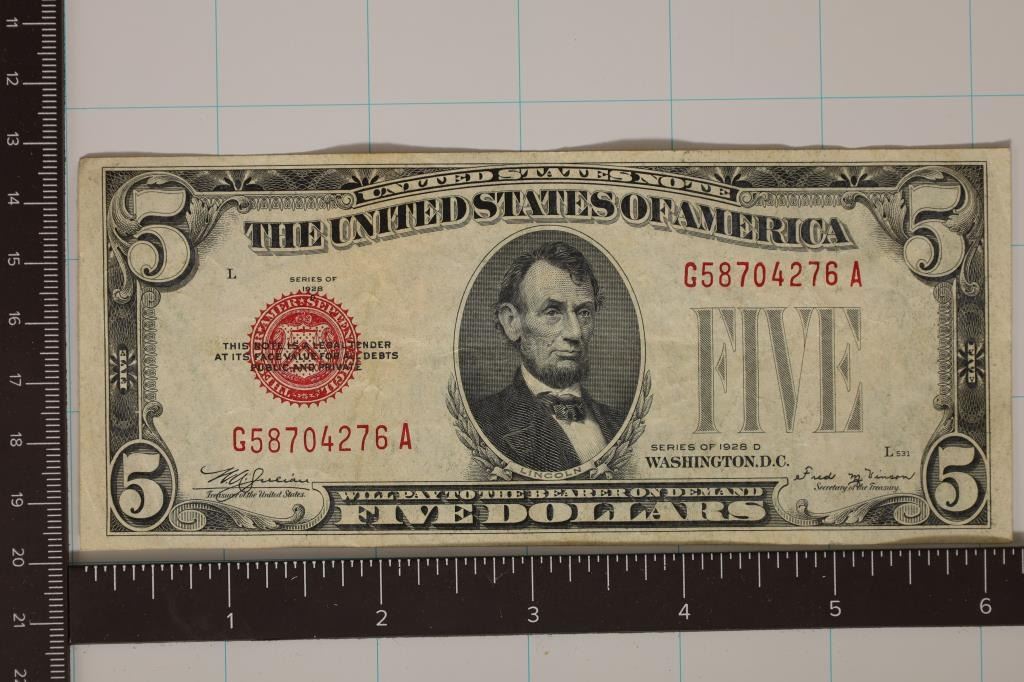 11
12
13
14
15
16
17
18
19
20
21
22
5 UNITED STATES NOTE 5
THE UNITED STATES OF AMERICA
L
SERIES OF
1928
G58704276 A
THIS NOTE IS A LEGAL TENDER
AT ITS FACE VALUE FOR ALL DEBTS
PUBLIC AND PRIVATE
FIVE
FIVE
FIVE
G58704276 A
LINCOLN
SERIES OF 1928 D
WASHINGTON, D.C.
L 531
Treasurer of the United States.
Fred M Vinson
Secretary of the Treasury.
5 WILL PAY TO THE BEARER ON DEMAND 5
FIVE DOLLARS
1 2 3 4 5 6